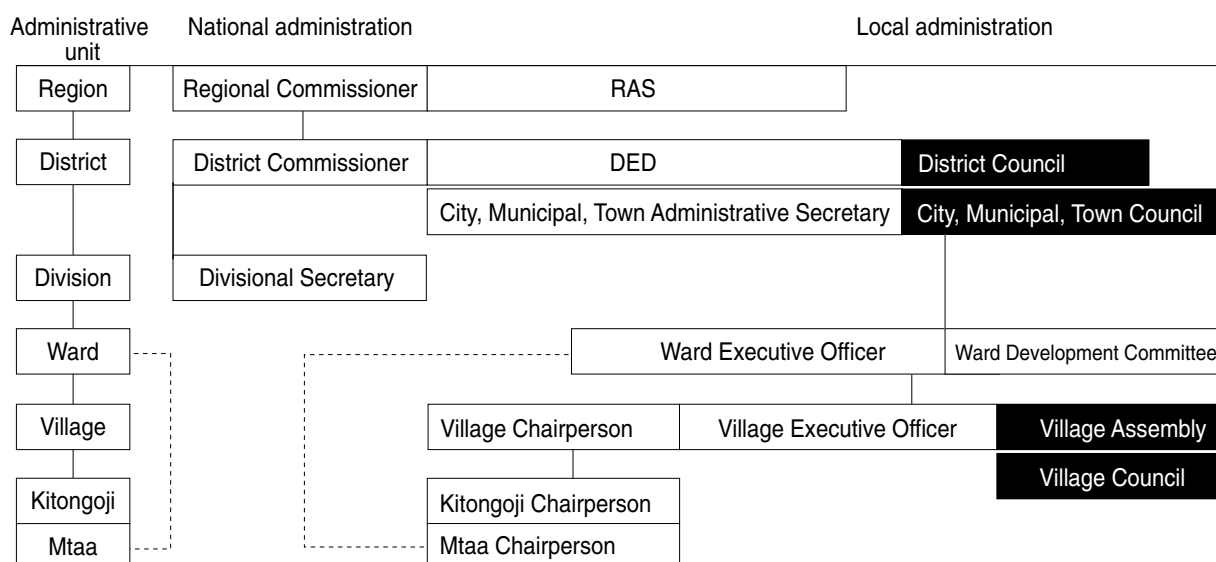 Administrative unit
National administration
Local administration
Region
Regional Commissioner
RAS
District
District Commissioner
DED
District Council
City, Municipal, Town Administrative Secretary
City, Municipal, Town Council
Division
Divisional Secretary
Ward
Ward Executive Officer
Ward Development Committee
Village
Village Chairperson
Village Executive Officer
Village Assembly
Village Council
Kitongoji
Kitongoji Chairperson
Mtaa
Mtaa Chairperson